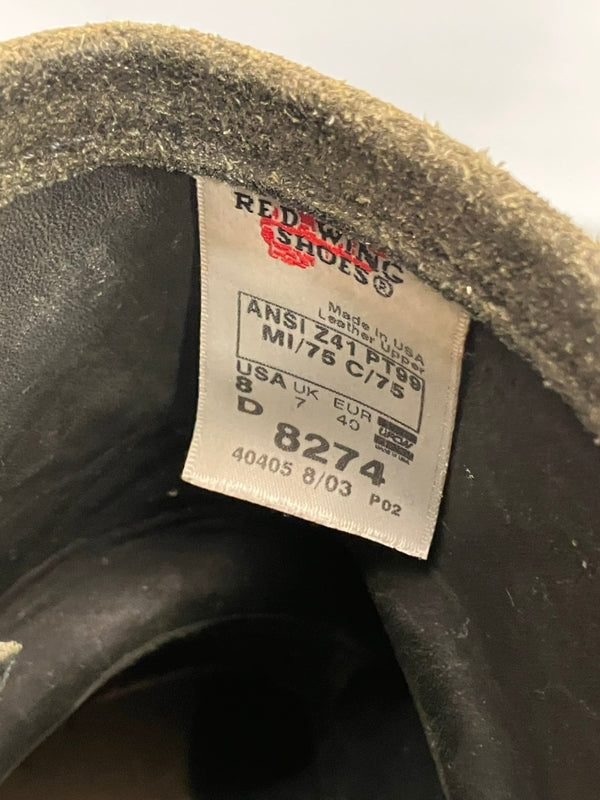 RED WING
SHOES®
Made in USA
Leather Upper
ANSI Z41 PT99
MI/75 C/75
USA UK EUR
8 7 40
D
8274
40405 8/03 P02